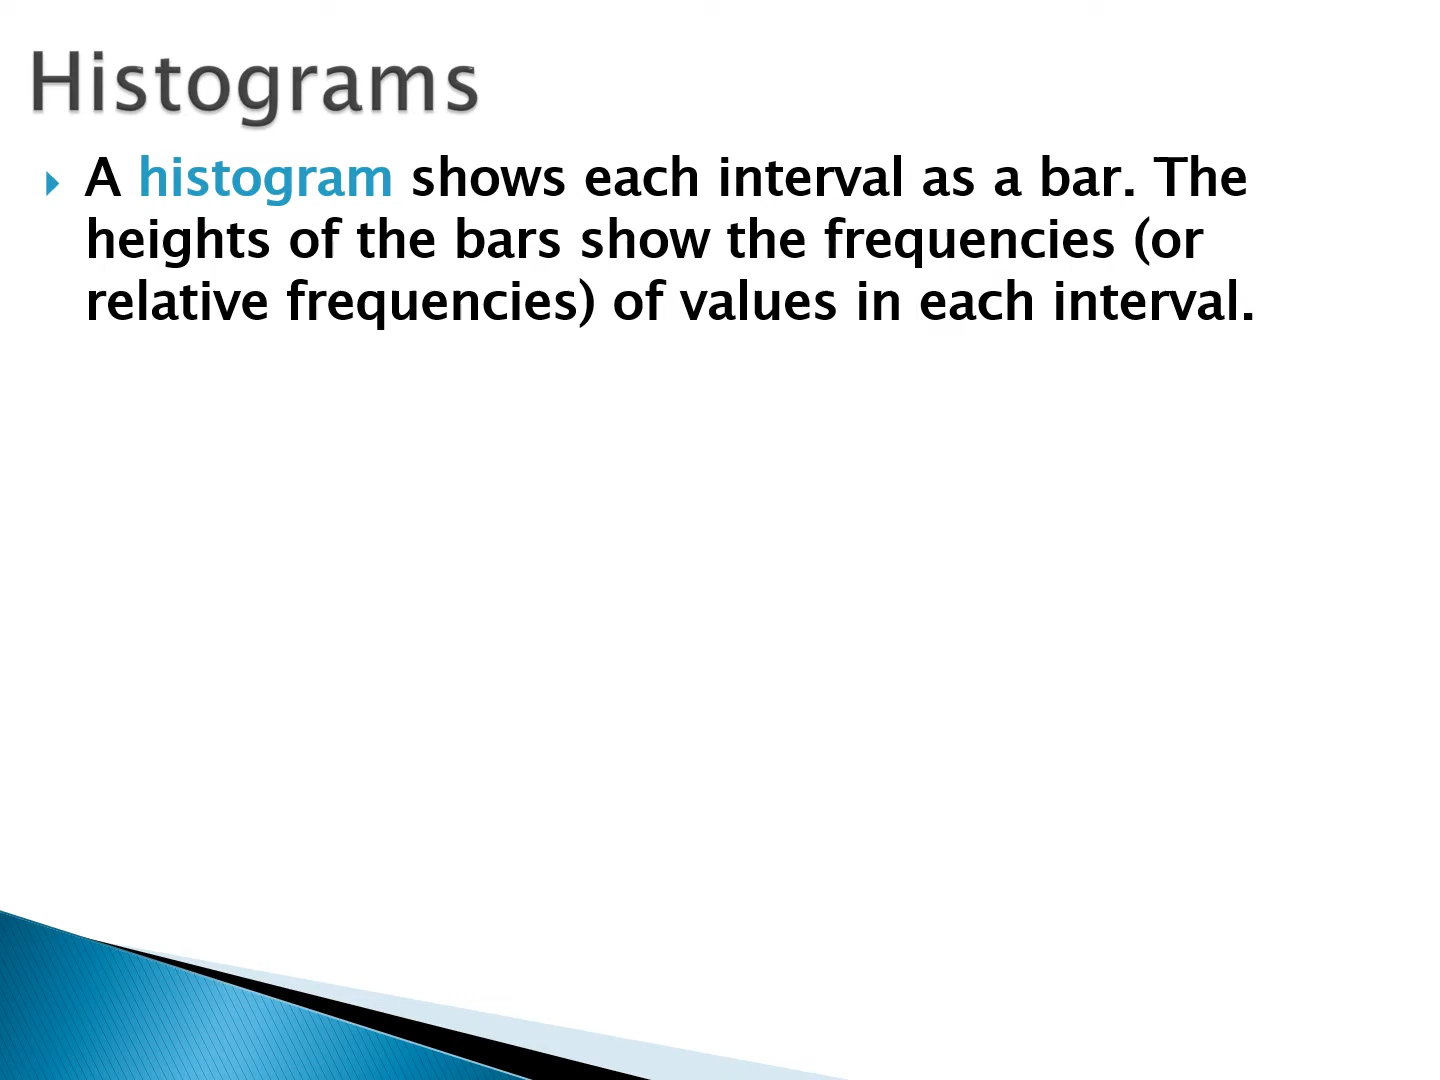 Histograms
A histogram shows each interval as a bar. The
heights of the bars show the frequencies (or
relative frequencies) of values in each interval.